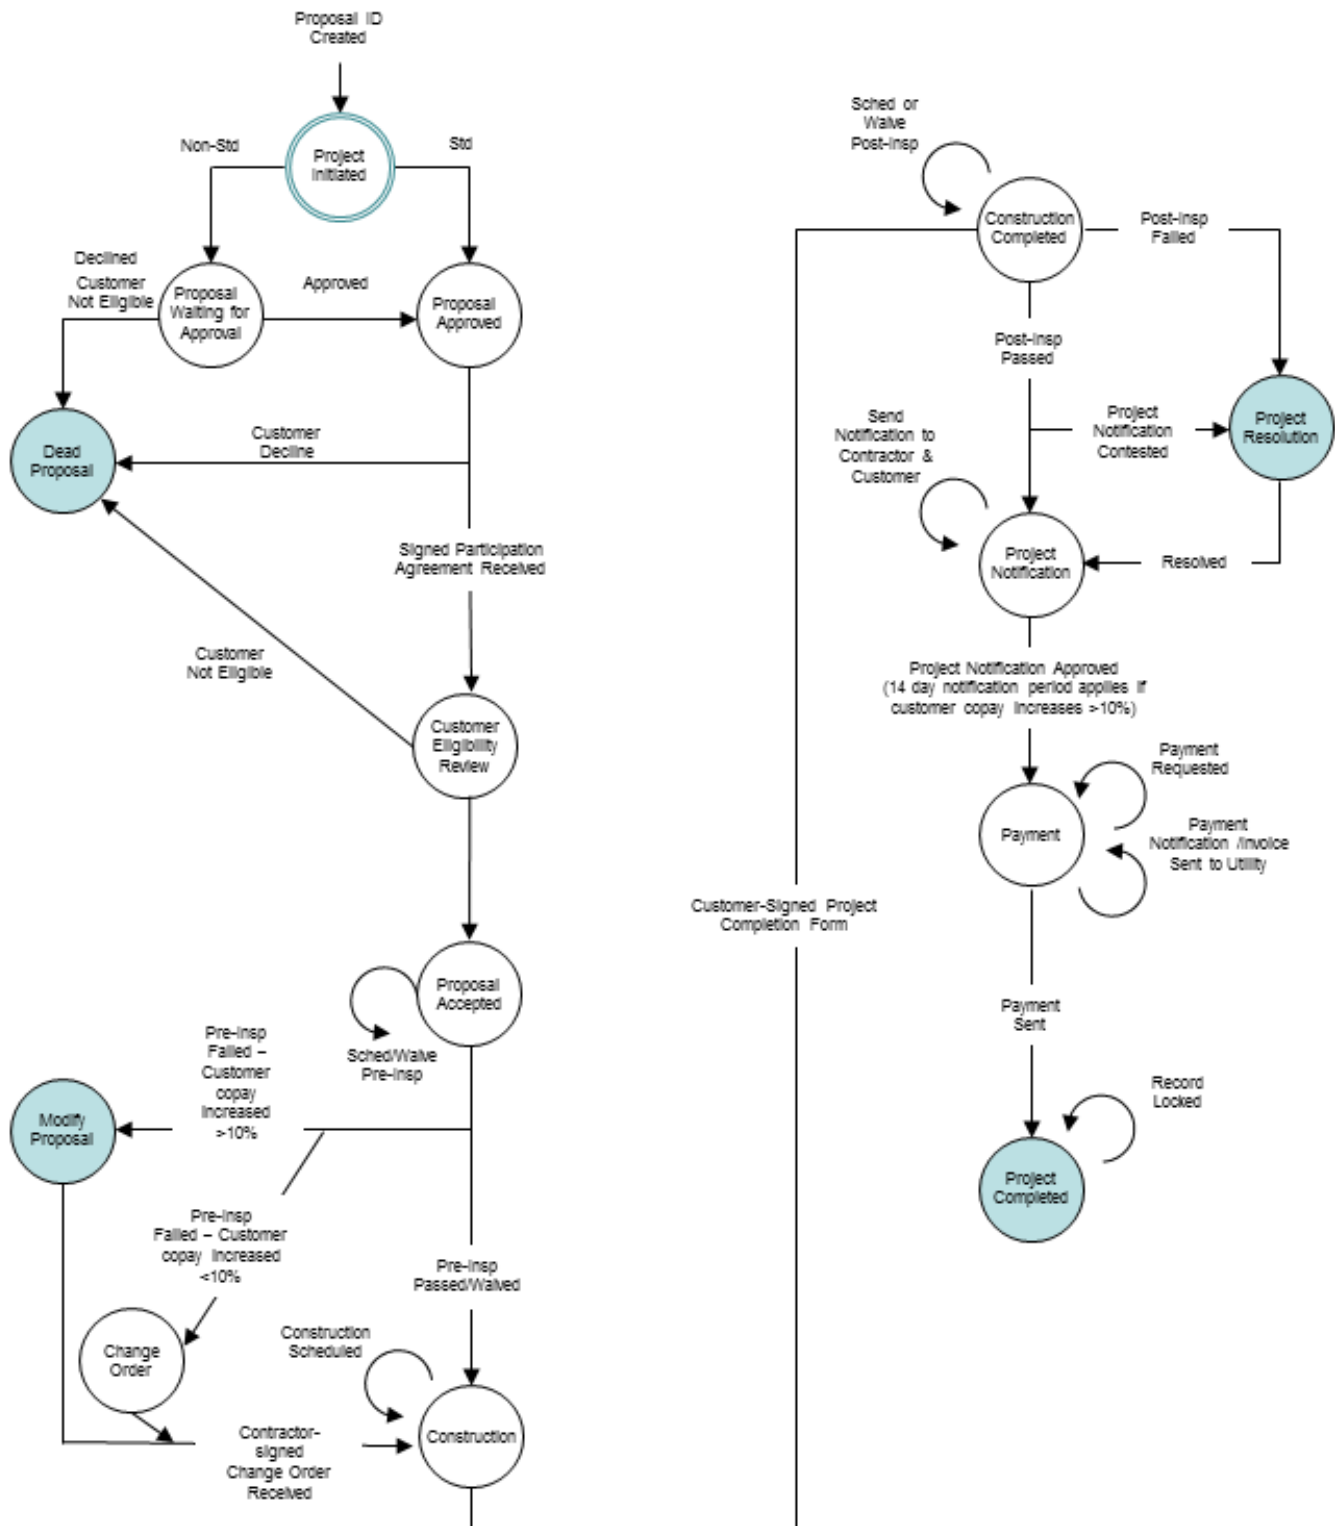 Proposal ID
Created
Non-Std
Project
Initiated
Std
Declined
Customer
Not Eligible
Proposal
Waiting for
Approval
Approved
Proposal
Approved
Dead
Proposal
Customer
Decline
Signed Participation
Agreement Received
Customer
Not Eligible
Customer
Eligibility
Review
Proposal
Accepted
Sched/Waive
Pre-Insp
Pre-Insp
Failed –
Customer
copay
Increased
>10%
Modify
Proposal
Pre-Insp
Failed – Customer
copay Increased
<10%
Pre-Insp
Passed/Waived
Change
Order
Construction
Scheduled
Construction
Contractor-
signed
Change Order
Received
Sched or
Waive
Post-Insp
Construction
Completed
Post-Insp
Failed
Post-Insp
Passed
Send
Notification to
Contractor &
Customer
Project
Notification
Contested
Project
Resolution
Project
Notification
Resolved
Project Notification Approved
(14 day notification period applies if
customer copay increases >10%)
Payment
Requested
Payment
Payment
Notification /Invoice
Sent to Utility
Customer-Signed Project
Completion Form
Payment
Sent
Record
Locked
Project
Completed